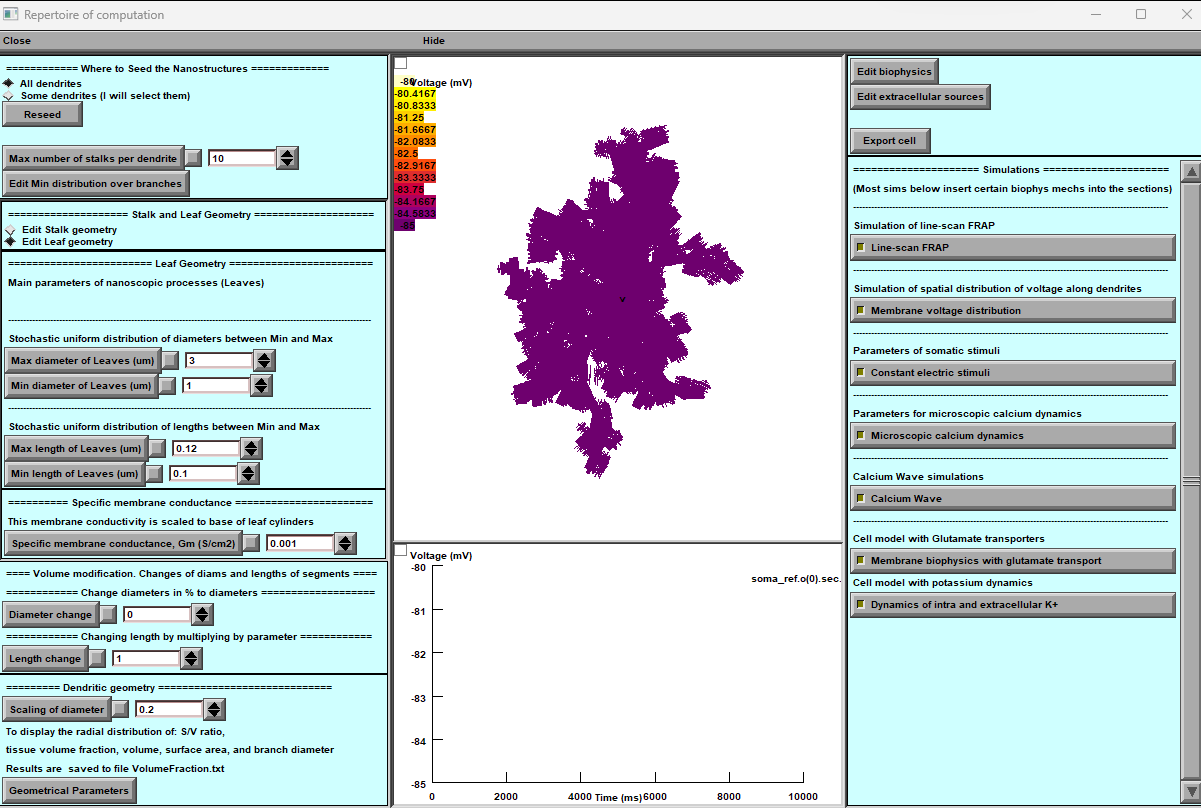 Repertoire of computation
Close
Hide
============ Where to Seed the Nanostructures =============
All dendrites
Some dendrites (I will select them)
Reseed
Max number of stalks per dendrite 10
Edit Min distribution over branches
==================== Stalk and Leaf Geometry ====================
Edit Stalk geometry
Edit Leaf geometry
======================== Leaf Geometry ========================
Main parameters of nanoscopic processes (Leaves)
Stochastic uniform distribution of diameters between Min and Max
Max diameter of Leaves (um) 3
Min diameter of Leaves (um) 1
Stochastic uniform distribution of lengths between Min and Max
Max length of Leaves (um) 0.12
Min length of Leaves (um) 0.1
========== Specific membrane conductance =======================
This membrane conductivity is scaled to base of leaf cylinders
Specific membrane conductance, Gm (S/cm2) 0.001
==== Volume modification. Changes of diams and lengths of segments ====
============ Change diameters in % to diameters ===================
Diameter change 0
============ Changing length by multiplying by parameter ============
Length change 1
========= Dendritic geometry =============================
Scaling of diameter 0.2
To display the radial distribution of: S/V ratio,
tissue volume fraction, volume, surface area, and branch diameter
Results are saved to file VolumeFraction.txt
Geometrical Parameters
-80 Voltage (mV)
-80.4167
-80.8333
-81.25
-81.6667
-82.0833
-82.5
-82.9167
-83.3333
-83.75
-84.1667
-84.5833
-85
v
Voltage (mV)
-80
soma_ref.o(0).sec.
-81
-82
-83
-84
-85
0 2000 4000 Time (ms) 6000 8000 10000
Edit biophysics
Edit extracellular sources
Export cell
===================== Simulations =====================
(Most sims below insert certain biophys mechs into the sections)
Simulation of line-scan FRAP
Line-scan FRAP
Simulation of spatial distribution of voltage along dendrites
Membrane voltage distribution
Parameters of somatic stimuli
Constant electric stimuli
Parameters for microscopic calcium dynamics
Microscopic calcium dynamics
Calcium Wave simulations
Calcium Wave
Cell model with Glutamate transporters
Membrane biophysics with glutamate transport
Cell model with potassium dynamics
Dynamics of intra and extracellular K+